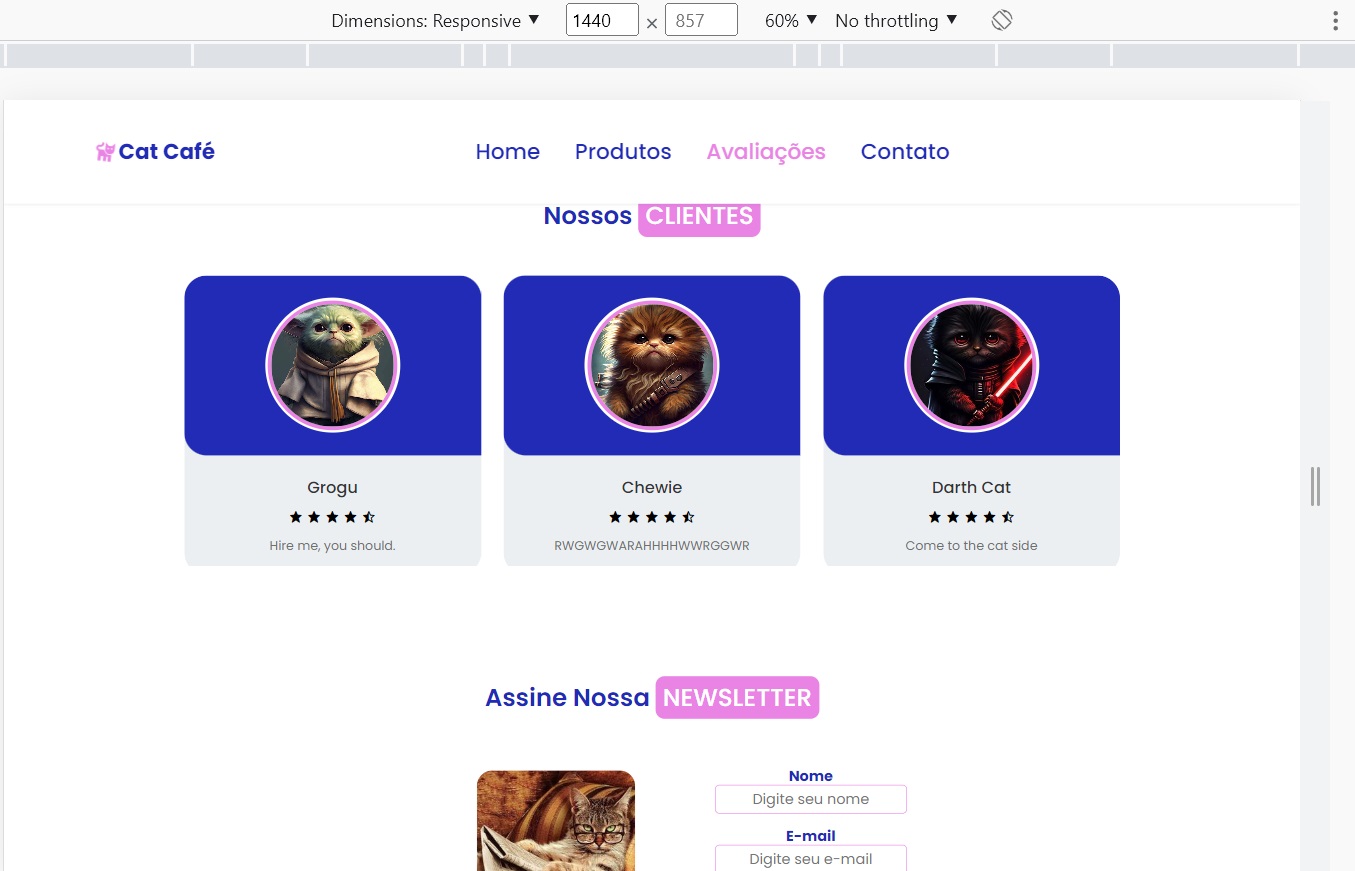 Dimensions: Responsive ▼ 1440 × 857 60% ▼ No throttling ▼
Cat Café Home Produtos Avaliações Contato
Nossos CLIENTES
Grogu
Hire me, you should.
Chewie
RWGWGWARAHHHHWWRGGWR
Darth Cat
Come to the cat side
Assine Nossa NEWSLETTER
Nome
Digite seu nome
E-mail
Digite seu e-mail